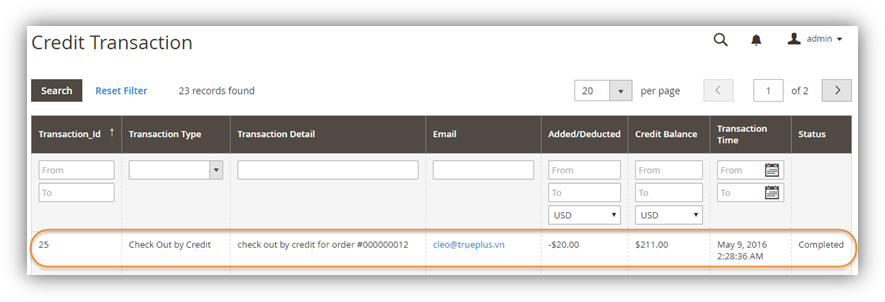 Credit Transaction
admin
Search Reset Filter 23 records found 20 per page 1 of 2
Transaction_Id ↑ Transaction Type Transaction Detail Email Added/Deducted Credit Balance Transaction Time Status
From From From From
To To To To
USD USD
25 Check Out by Credit check out by credit for order #000000012 cleo@trueplus.vn -$20.00 $211.00 May 9, 2016 2:28:36 AM Completed